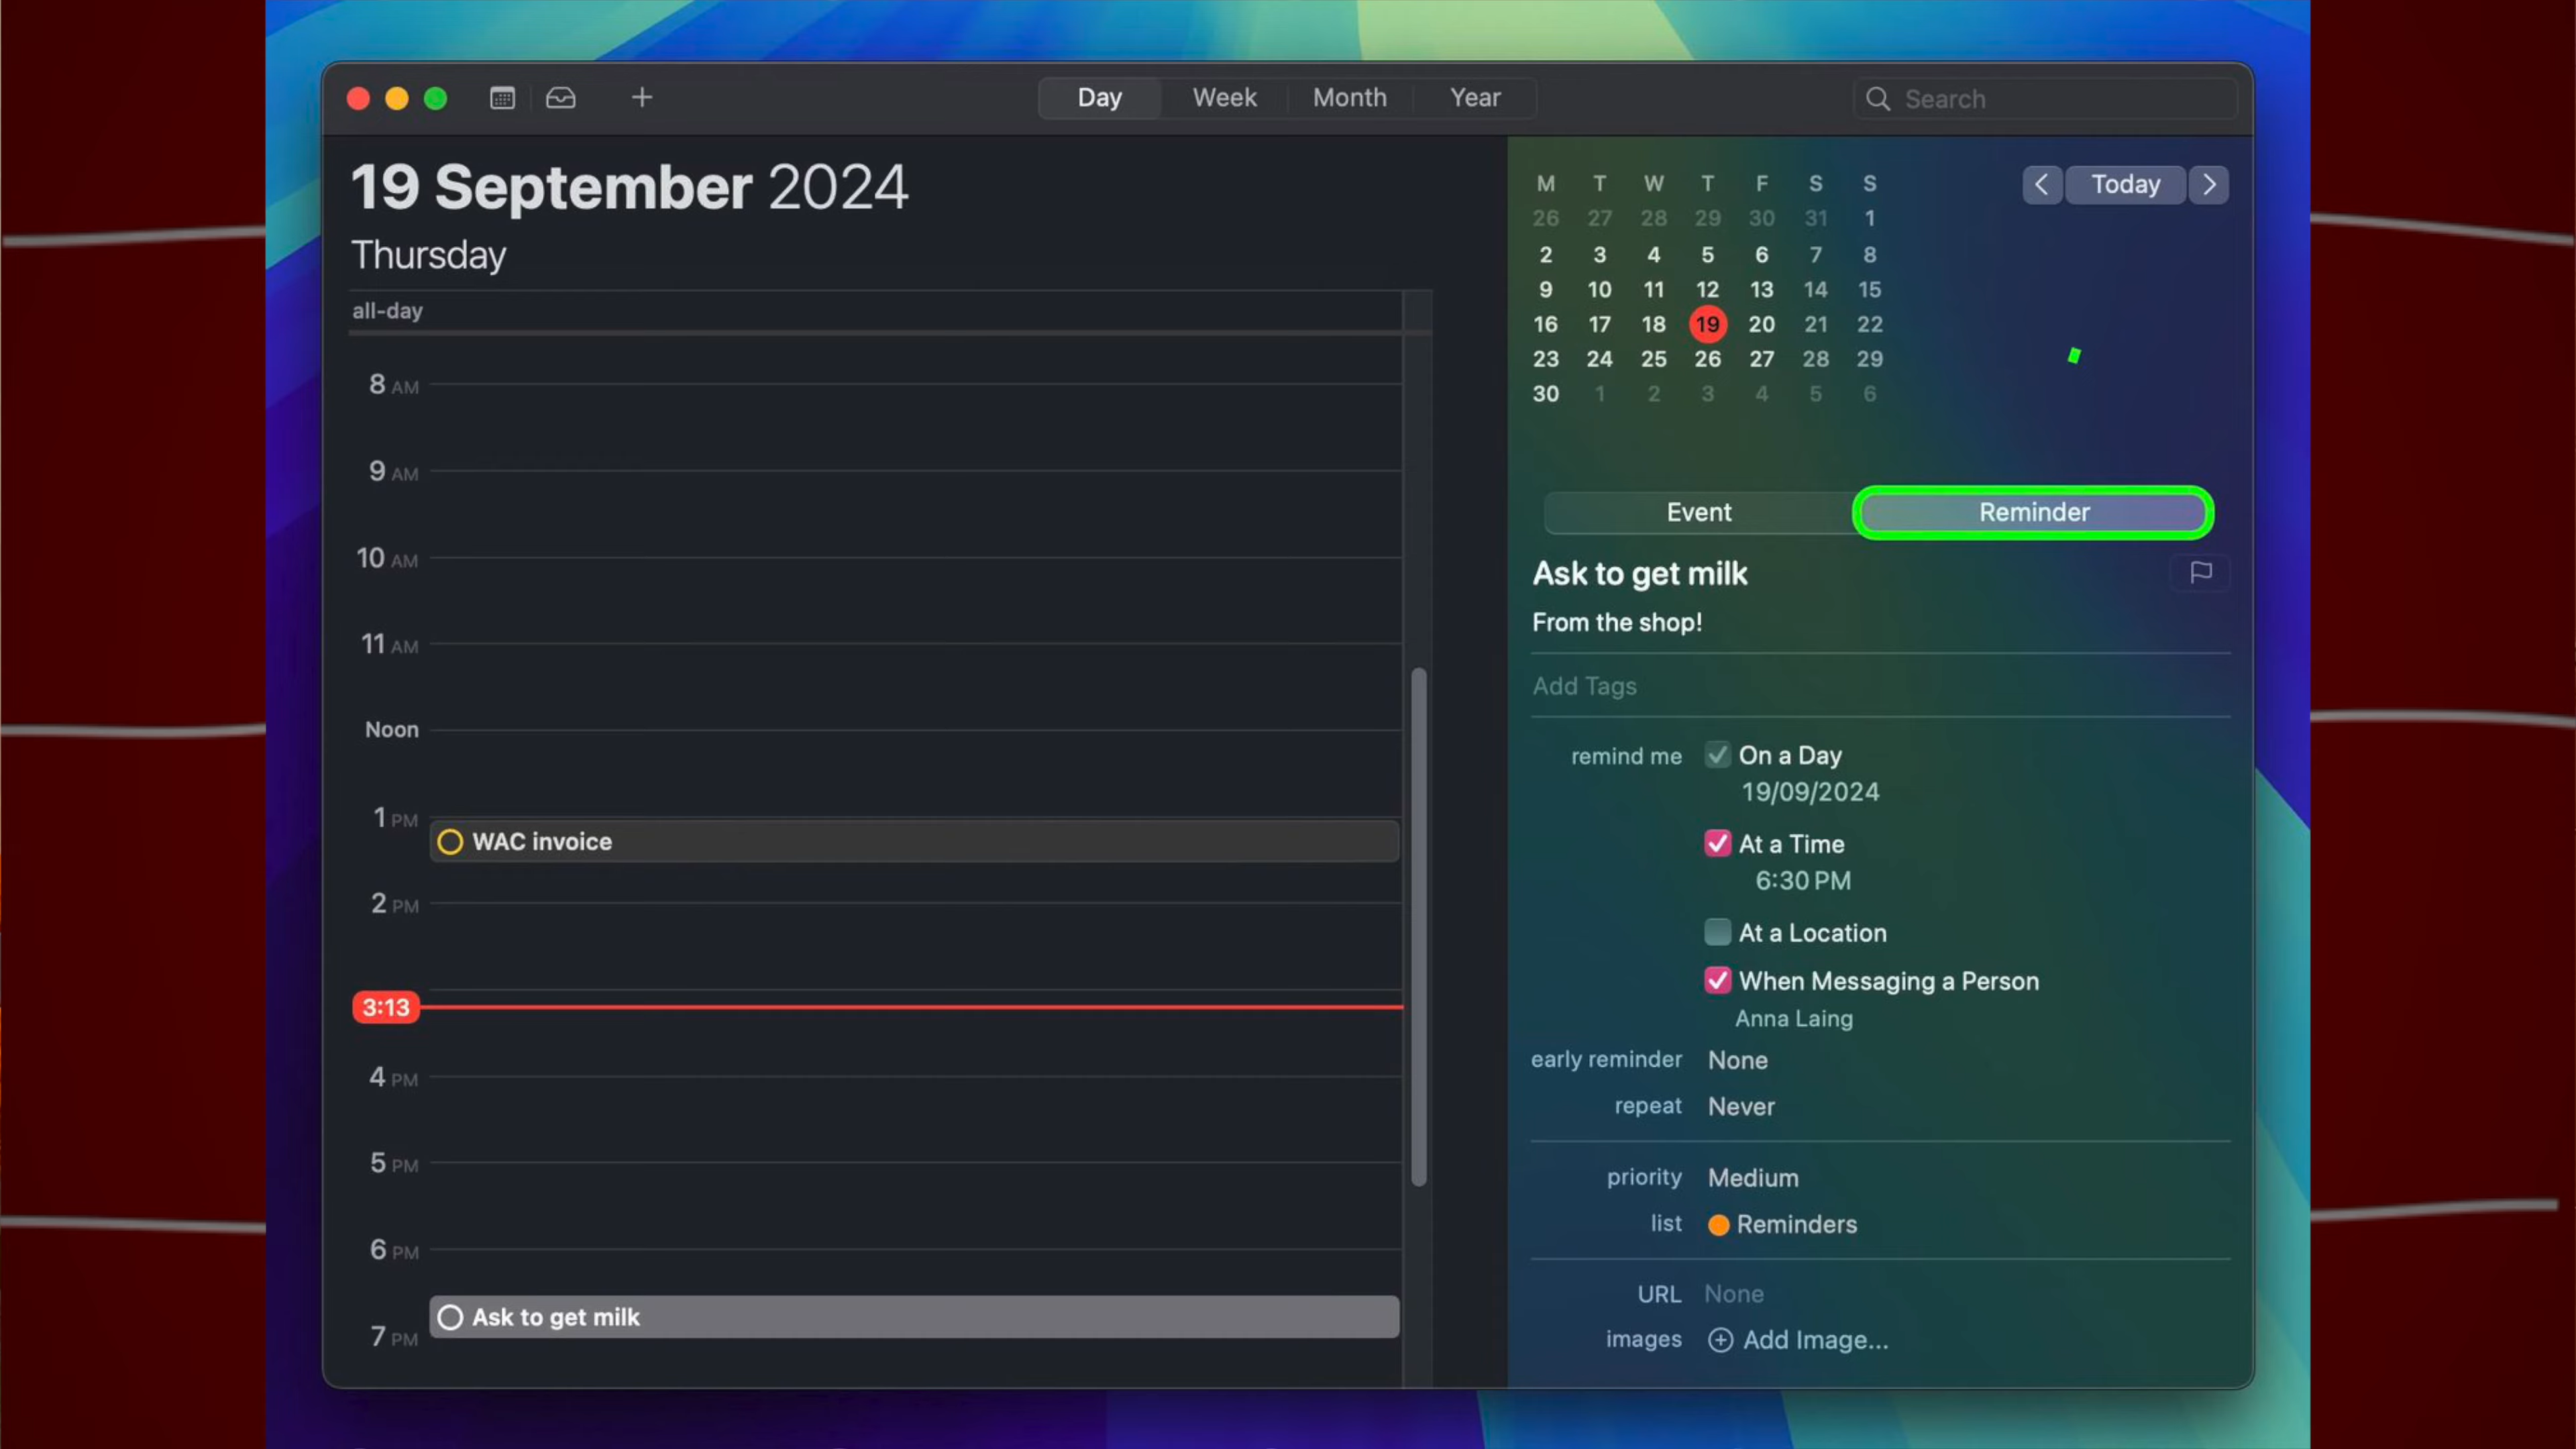 Day Week Month Year
Search
19 September 2024
Thursday
all-day
8 AM
9 AM
10 AM
11 AM
Noon
1 PM
WAC invoice
2 PM
3:13
4 PM
5 PM
6 PM
Ask to get milk
7 PM
M T W T F S S
26 27 28 29 30 31 1
2 3 4 5 6 7 8
9 10 11 12 13 14 15
16 17 18 19 20 21 22
23 24 25 26 27 28 29
30 1 2 3 4 5 6
Today
Event Reminder
Ask to get milk
From the shop!
Add Tags
remind me On a Day
19/09/2024
At a Time
6:30 PM
At a Location
When Messaging a Person
Anna Laing
early reminder None
repeat Never
priority Medium
list Reminders
URL None
images Add Image...